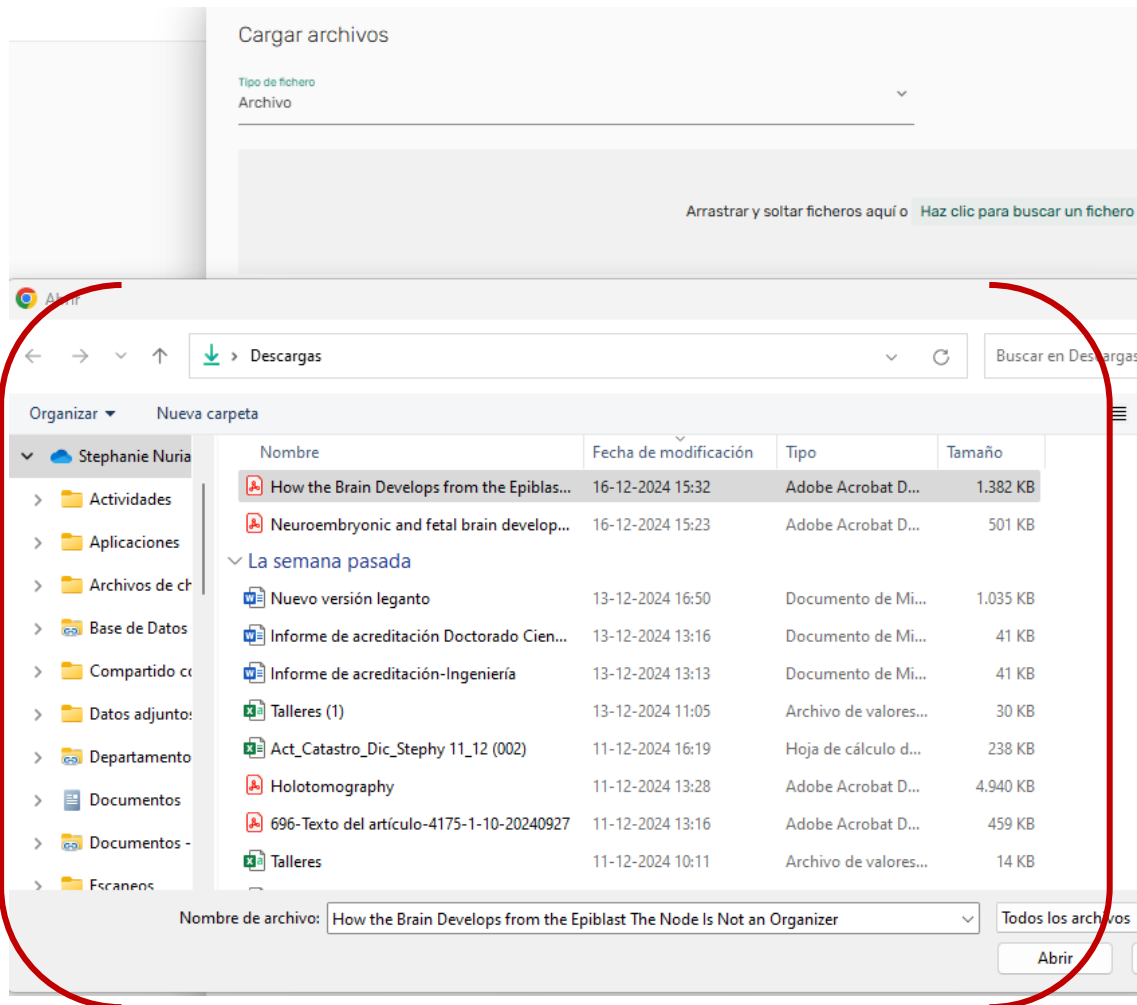 Cargar archivos
Tipo de fichero
Archivo
Arrastrar y soltar ficheros aquí o Haz clic para buscar un fichero
Abrir
Descargas
Buscar en Descargas
Organizar
Nueva carpeta
Stephanie Nuria
Nombre Fecha de modificación Tipo Tamaño
How the Brain Develops from the Epiblas... 16-12-2024 15:32 Adobe Acrobat D... 1.382 KB
Actividades
Neuroembryonic and fetal brain develop... 16-12-2024 15:23 Adobe Acrobat D... 501 KB
Aplicaciones
La semana pasada
Archivos de ch
Nuevo versión leganto 13-12-2024 16:50 Documento de Mi... 1.035 KB
Base de Datos
Informe de acreditación Doctorado Cien... 13-12-2024 13:16 Documento de Mi... 41 KB
Compartido co
Informe de acreditación-Ingeniería 13-12-2024 13:13 Documento de Mi... 41 KB
Datos adjuntos
Talleres (1) 13-12-2024 11:05 Archivo de valores... 30 KB
Departamento
Act_Catastro_Dic_Stephy 11_12 (002) 11-12-2024 16:19 Hoja de cálculo d... 238 KB
Documentos
Holotomography 11-12-2024 13:28 Adobe Acrobat D... 4.940 KB
Documentos -
696-Texto del artículo-4175-1-10-20240927 11-12-2024 13:16 Adobe Acrobat D... 459 KB
Escaneos
Talleres 11-12-2024 10:11 Archivo de valores... 14 KB
Nombre de archivo: How the Brain Develops from the Epiblast The Node Is Not an Organizer
Todos los archivos
Abrir